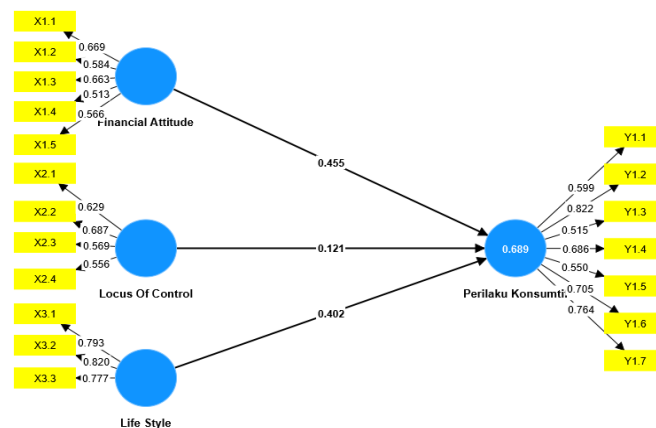 X1.1
0.669
X1.2
0.584
X1.3
0.663
X1.4
0.513
X1.5
0.566
Financial Attitude
0.455
X2.1
0.629
X2.2
0.687
X2.3
0.569
X2.4
0.556
Locus Of Control
0.121
X3.1
0.793
X3.2
0.820
X3.3
0.777
Life Style
0.402
0.689
Perilaku Konsumti
Y1.1
0.599
Y1.2
0.822
Y1.3
0.515
Y1.4
0.686
Y1.5
0.550
Y1.6
0.705
Y1.7
0.764